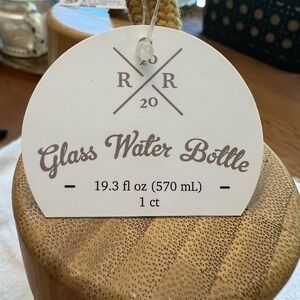 20
R R
20
Glass Water Bottle
- 19.3 fl oz (570 mL) -
1 ct